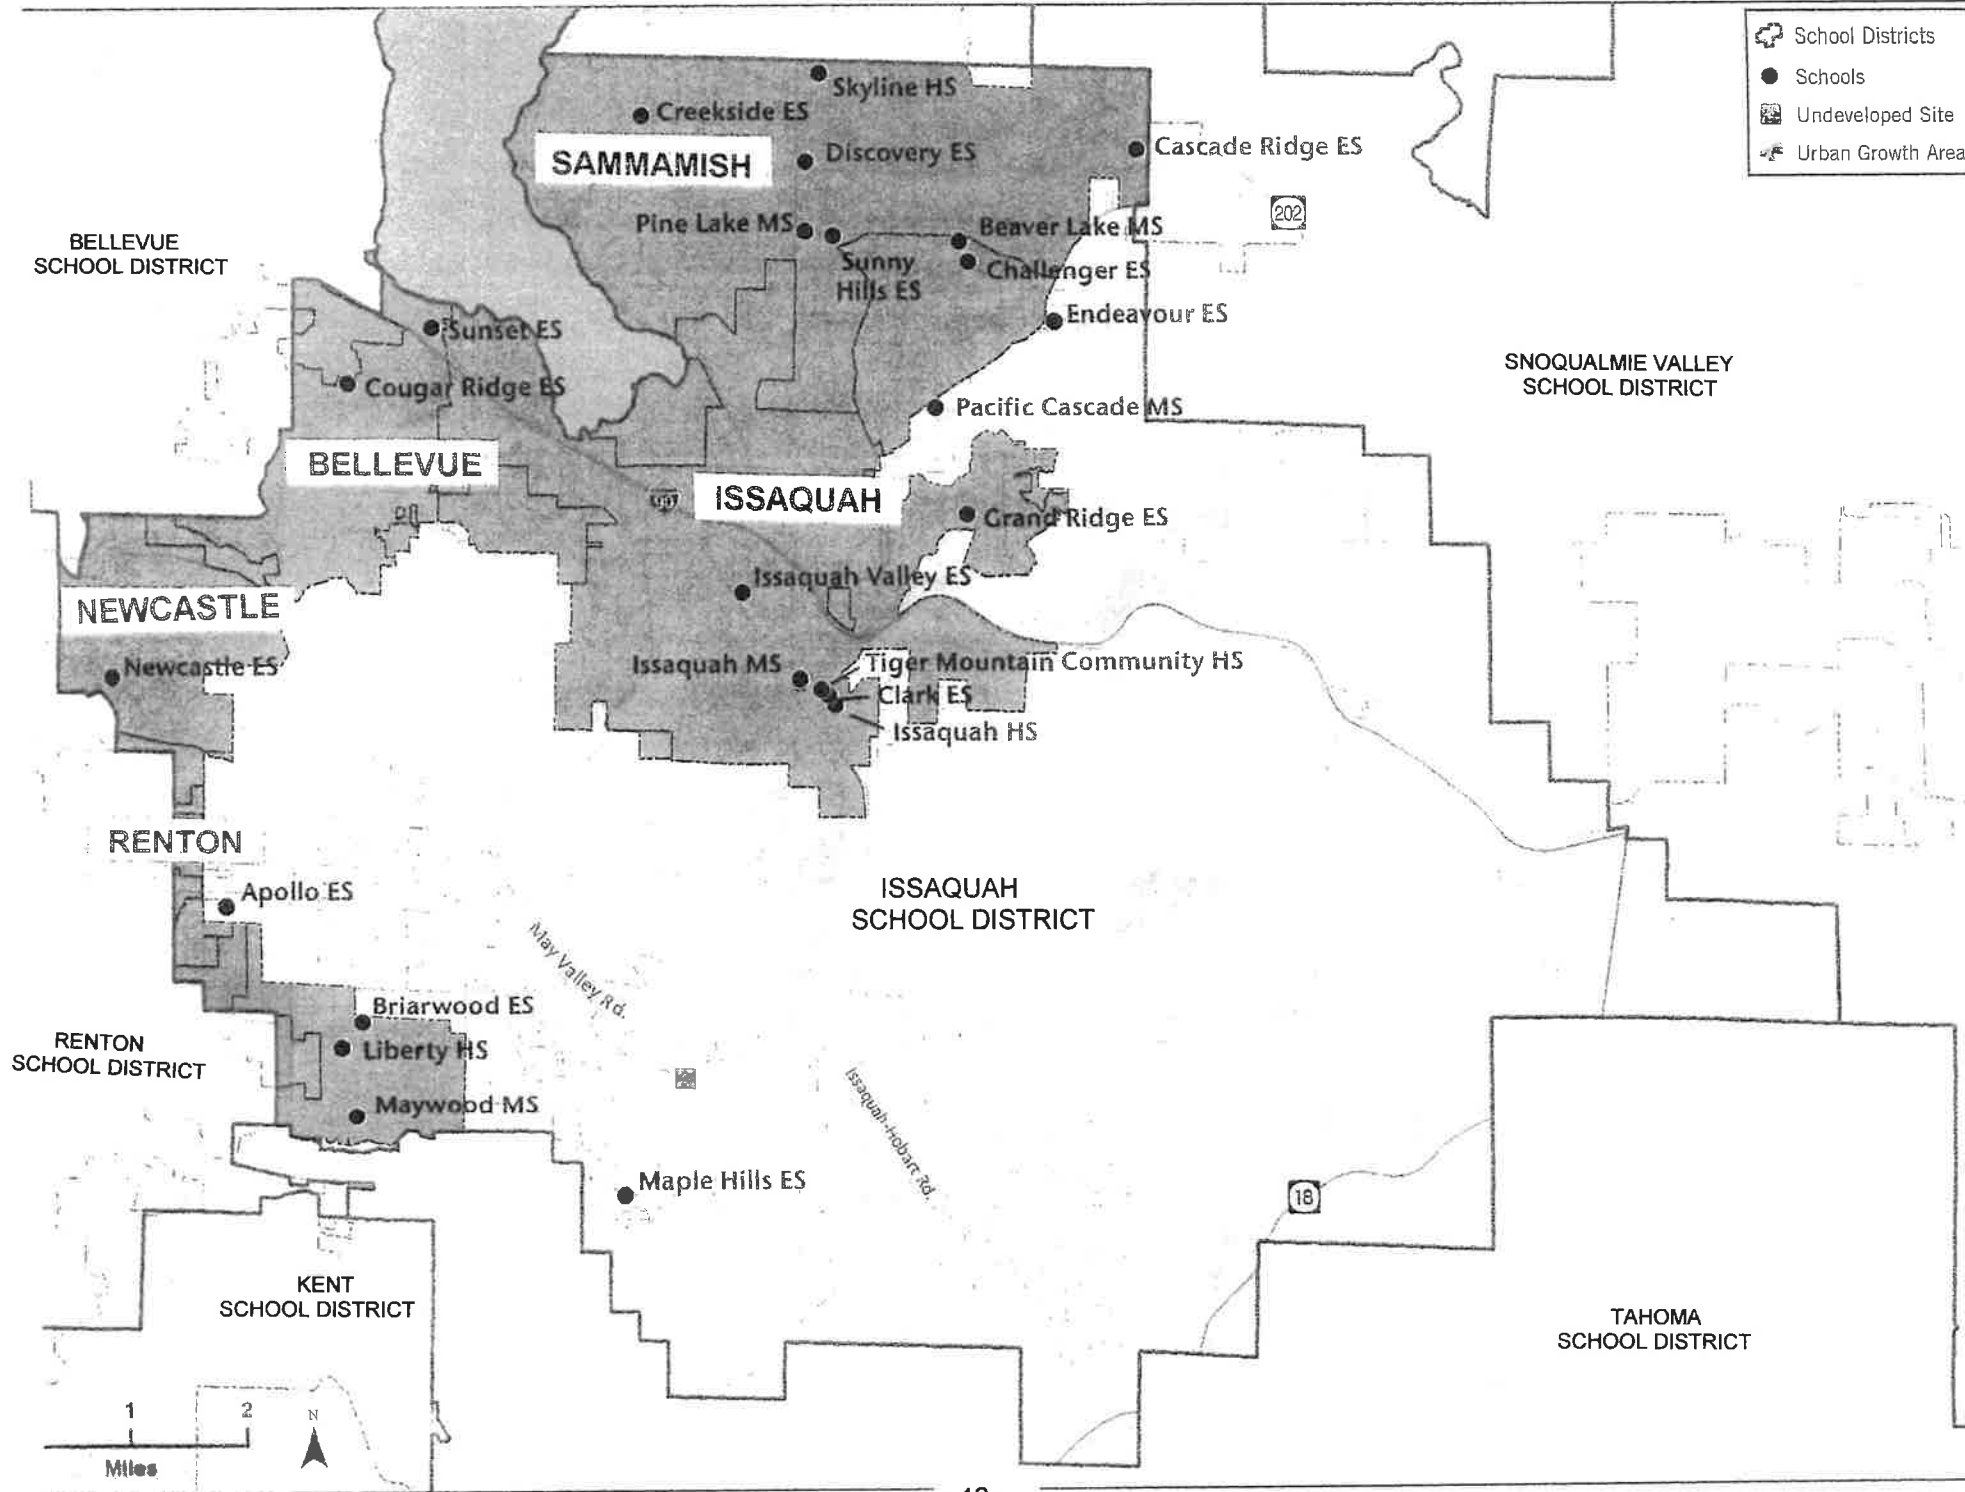 School Districts
Schools
Undeveloped Site
Urban Growth Area
Skyline HS
Creekside ES
SAMMAMISH
Discovery ES
Cascade Ridge ES
202
Pine Lake MS
Beaver Lake MS
Sunny
Hills ES
Challenger ES
Endeavour ES
BELLEVUE
SCHOOL DISTRICT
Sunset ES
Cougar Ridge ES
SNOQUALMIE VALLEY
SCHOOL DISTRICT
Pacific Cascade MS
BELLEVUE
ISSAQUAH
Grand Ridge ES
Issaquah Valley ES
NEWCASTLE
Newcastle ES
Issaquah MS
Tiger Mountain Community HS
Clark ES
Issaquah HS
RENTON
Apollo ES
ISSAQUAH
SCHOOL DISTRICT
May Valley Rd.
Briarwood ES
Liberty HS
RENTON
SCHOOL DISTRICT
Maywood MS
Issaquah-Hobart Rd.
Maple Hills ES
18
KENT
SCHOOL DISTRICT
TAHOMA
SCHOOL DISTRICT
1
2
N
Miles